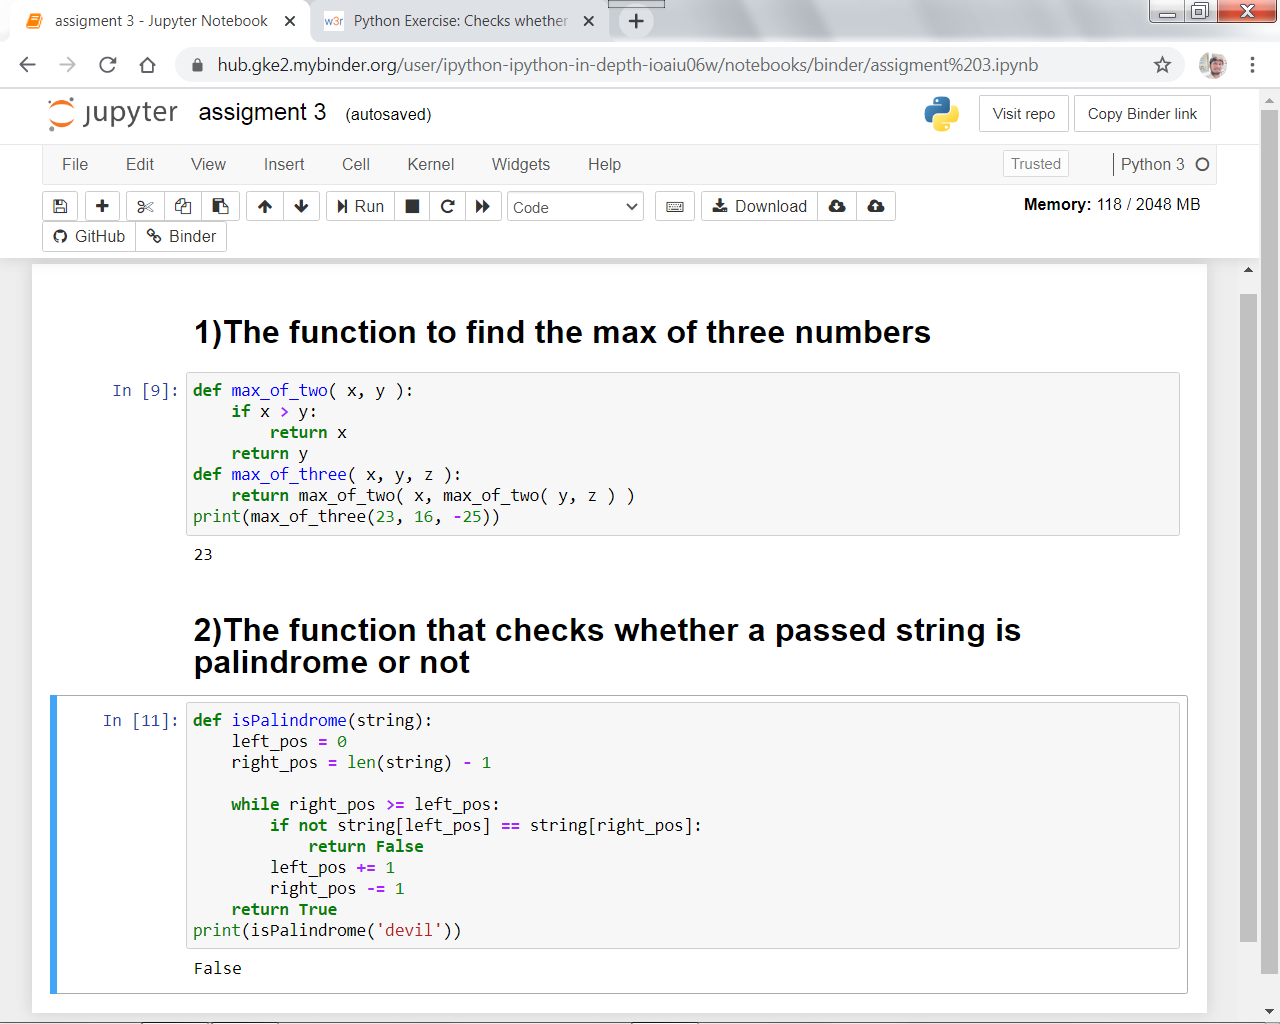 assigment 3 - Jupyter Notebook
w3r Python Exercise: Checks whether
hub.gke2.mybinder.org/user/ipython-ipython-in-depth-ioaiu06w/notebooks/binder/assigment%203.ipynb
jupyter assigment 3 (autosaved) Visit repo Copy Binder link
File Edit View Insert Cell Kernel Widgets Help Trusted Python 3
Run Code Download Memory: 118 / 2048 MB
GitHub Binder
1)The function to find the max of three numbers
In [9]: def max_of_two( x, y ):
    if x > y:
        return x
    return y
def max_of_three( x, y, z ):
    return max_of_two( x, max_of_two( y, z ) )
print(max_of_three(23, 16, -25))
23
2)The function that checks whether a passed string is
palindrome or not
In [11]: def isPalindrome(string):
    left_pos = 0
    right_pos = len(string) - 1
    while right_pos >= left_pos:
        if not string[left_pos] == string[right_pos]:
            return False
        left_pos += 1
        right_pos -= 1
    return True
print(isPalindrome('devil'))
False